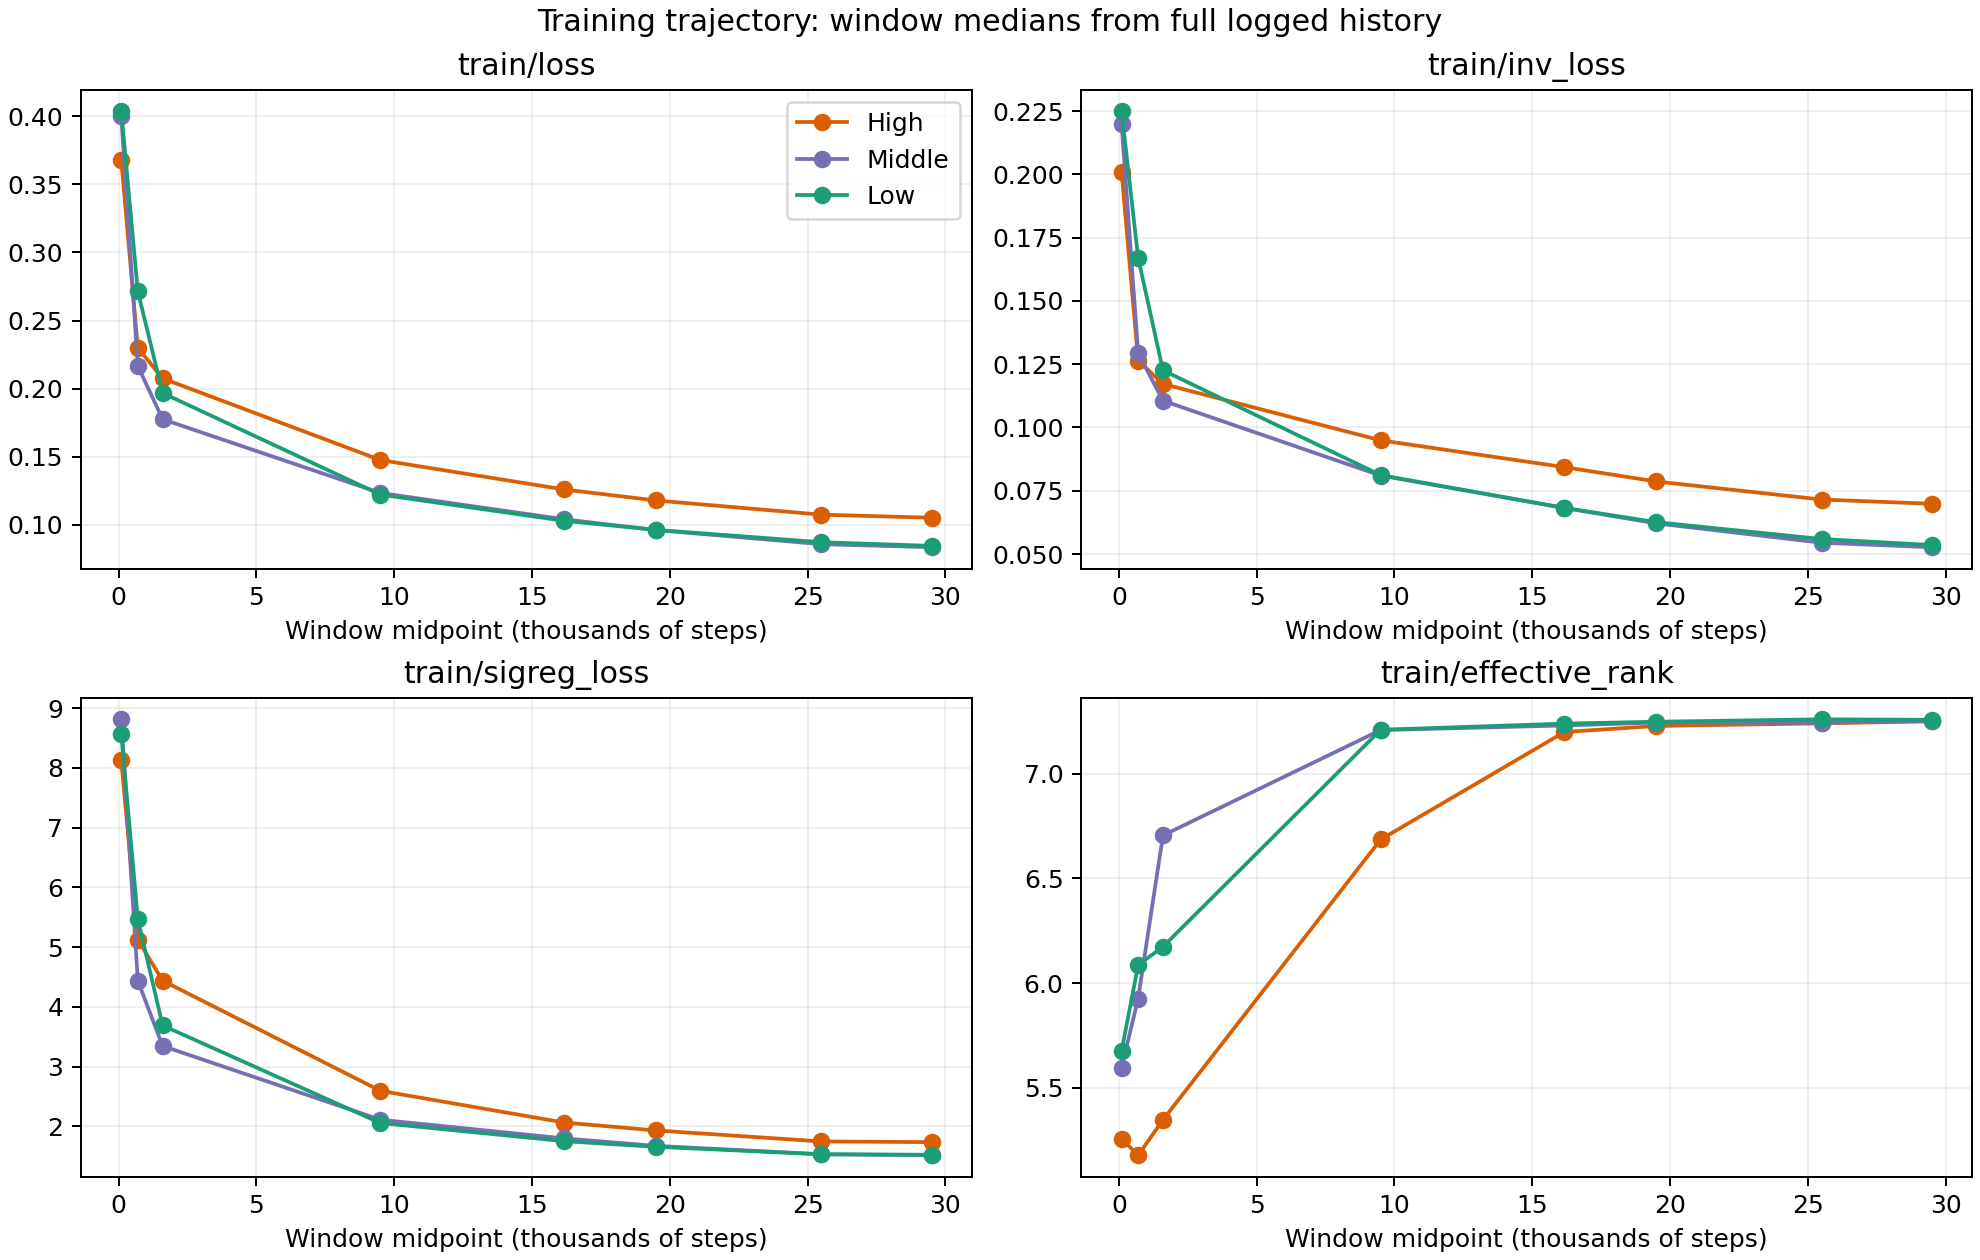 Training trajectory: window medians from full logged history
train/loss
0.40
0.35
0.30
0.25
0.20
0.15
0.10
High
Middle
Low
0 5 10 15 20 25 30
Window midpoint (thousands of steps)
train/inv_loss
0.225
0.200
0.175
0.150
0.125
0.100
0.075
0.050
0 5 10 15 20 25 30
Window midpoint (thousands of steps)
train/sigreg_loss
9
8
7
6
5
4
3
2
0 5 10 15 20 25 30
Window midpoint (thousands of steps)
train/effective_rank
7.0
6.5
6.0
5.5
0 5 10 15 20 25 30
Window midpoint (thousands of steps)